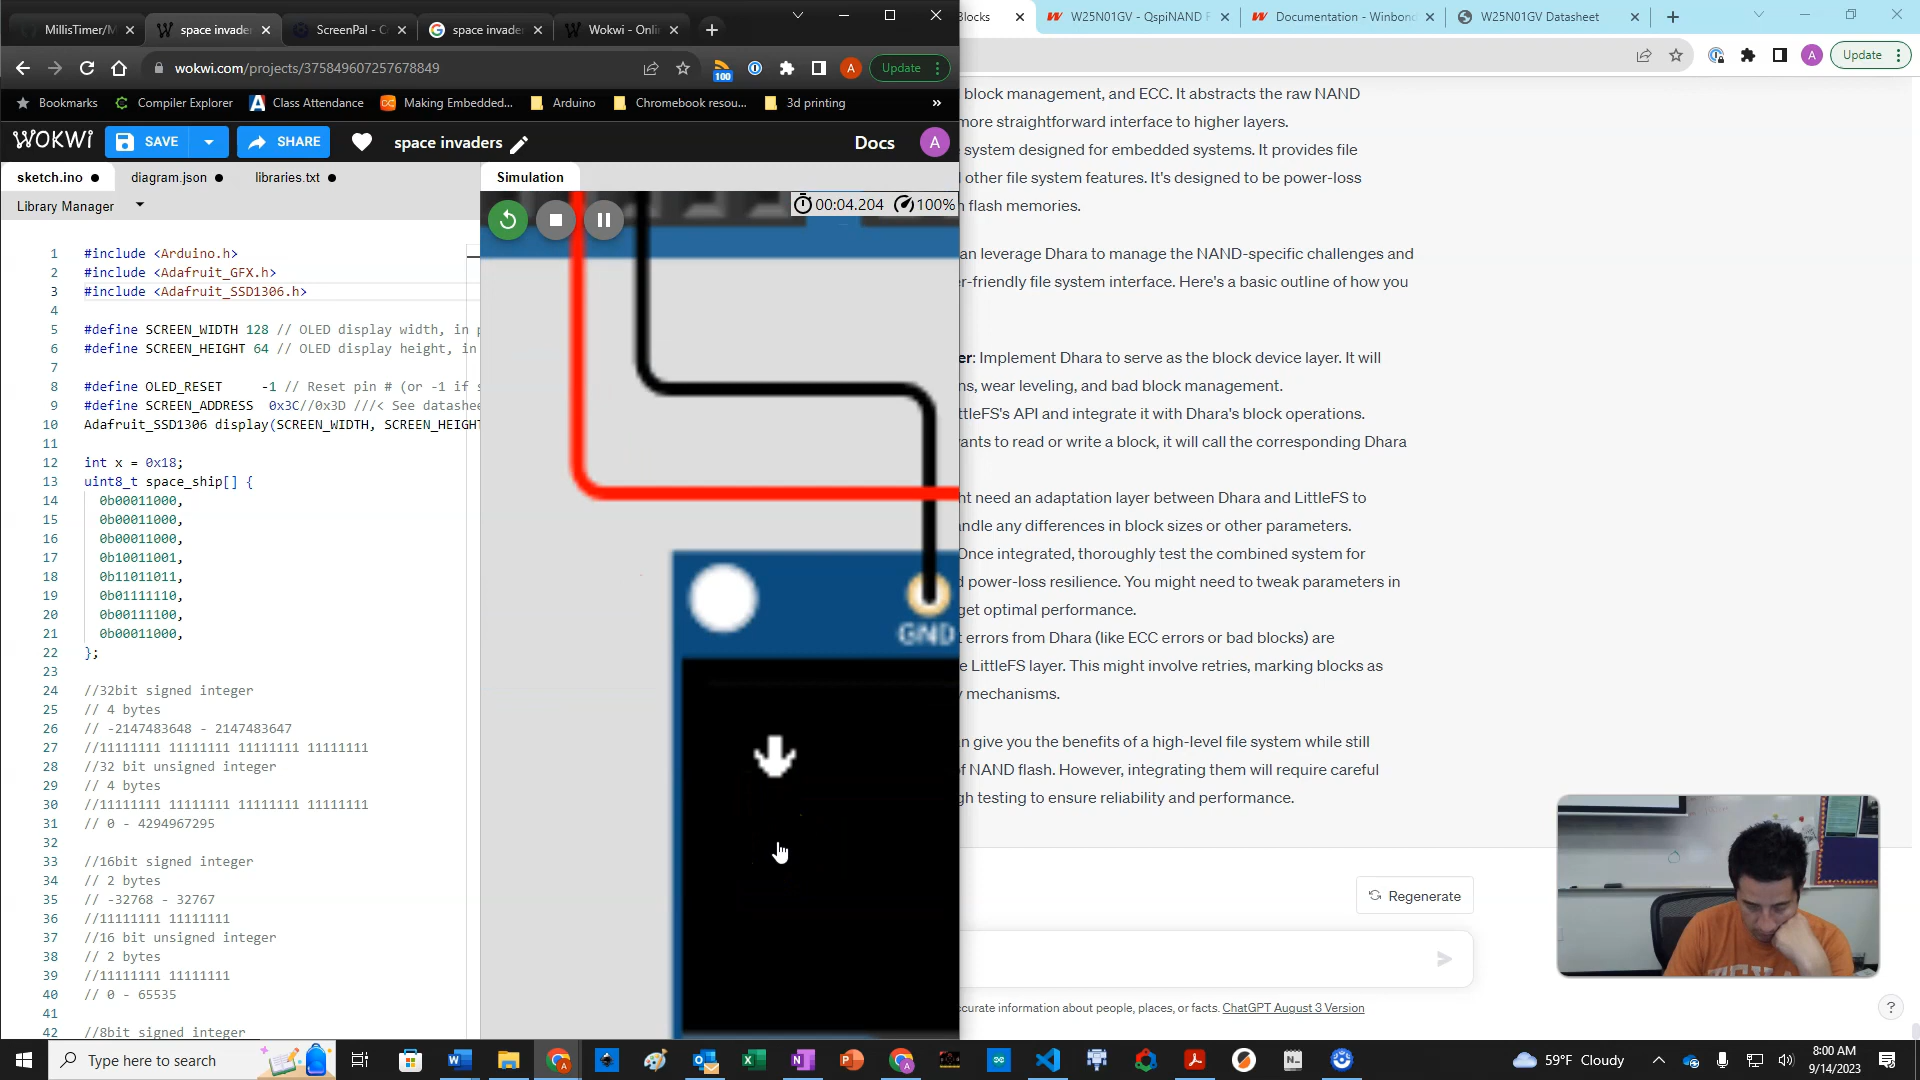 MillisTimer/M
space invader
ScreenPal - C
space invader
Wokwi - Onli
wokwi.com/projects/375849607257678849
100
A
Update
Bookmarks
Compiler Explorer
Class Attendance
Making Embedded...
Arduino
Chromebook resou...
3d printing
»
WOKWI
SAVE
SHARE
space invaders
Docs
A
sketch.ino
diagram.json
libraries.txt
Library Manager
Simulation
00:04.204
100%
1 #include <Arduino.h>
2 #include <Adafruit_GFX.h>
3 #include <Adafruit_SSD1306.h>
4
5 #define SCREEN_WIDTH 128 // OLED display width, in p
6 #define SCREEN_HEIGHT 64 // OLED display height, in
7
8 #define OLED_RESET     -1 // Reset pin # (or -1 if s
9 #define SCREEN_ADDRESS  0x3C//0x3D ///< See datashee
10 Adafruit_SSD1306 display(SCREEN_WIDTH, SCREEN_HEIGHT
11
12 int x = 0x18;
13 uint8_t space_ship[] {
14   0b00011000,
15   0b00011000,
16   0b00011000,
17   0b10011001,
18   0b11011011,
19   0b01111110,
20   0b00111100,
21   0b00011000,
22 };
23
24 //32bit signed integer
25 // 4 bytes
26 // -2147483648 - 2147483647
27 //11111111 11111111 11111111 11111111
28 //32 bit unsigned integer
29 // 4 bytes
30 //11111111 11111111 11111111 11111111
31 // 0 - 4294967295
32
33 //16bit signed integer
34 // 2 bytes
35 // -32768 - 32767
36 //11111111 11111111
37 //16 bit unsigned integer
38 // 2 bytes
39 //11111111 11111111
40 // 0 - 65535
41
42 //8bit signed integer
GND
Blocks
W25N01GV - QspiNAND F
Documentation - Winbond
W25N01GV Datasheet
A
Update
block management, and ECC. It abstracts the raw NAND
more straightforward interface to higher layers.
system designed for embedded systems. It provides file
other file system features. It's designed to be power-loss
n flash memories.
an leverage Dhara to manage the NAND-specific challenges and
r-friendly file system interface. Here's a basic outline of how you
er: Implement Dhara to serve as the block device layer. It will
ns, wear leveling, and bad block management.
ttleFS's API and integrate it with Dhara's block operations.
ants to read or write a block, it will call the corresponding Dhara
ht need an adaptation layer between Dhara and LittleFS to
andle any differences in block sizes or other parameters.
Once integrated, thoroughly test the combined system for
d power-loss resilience. You might need to tweak parameters in
get optimal performance.
t errors from Dhara (like ECC errors or bad blocks) are
e LittleFS layer. This might involve retries, marking blocks as
y mechanisms.
n give you the benefits of a high-level file system while still
of NAND flash. However, integrating them will require careful
gh testing to ensure reliability and performance.
Regenerate
ccurate information about people, places, or facts. ChatGPT August 3 Version
?
Type here to search
59°F Cloudy
8:00 AM
9/14/2023